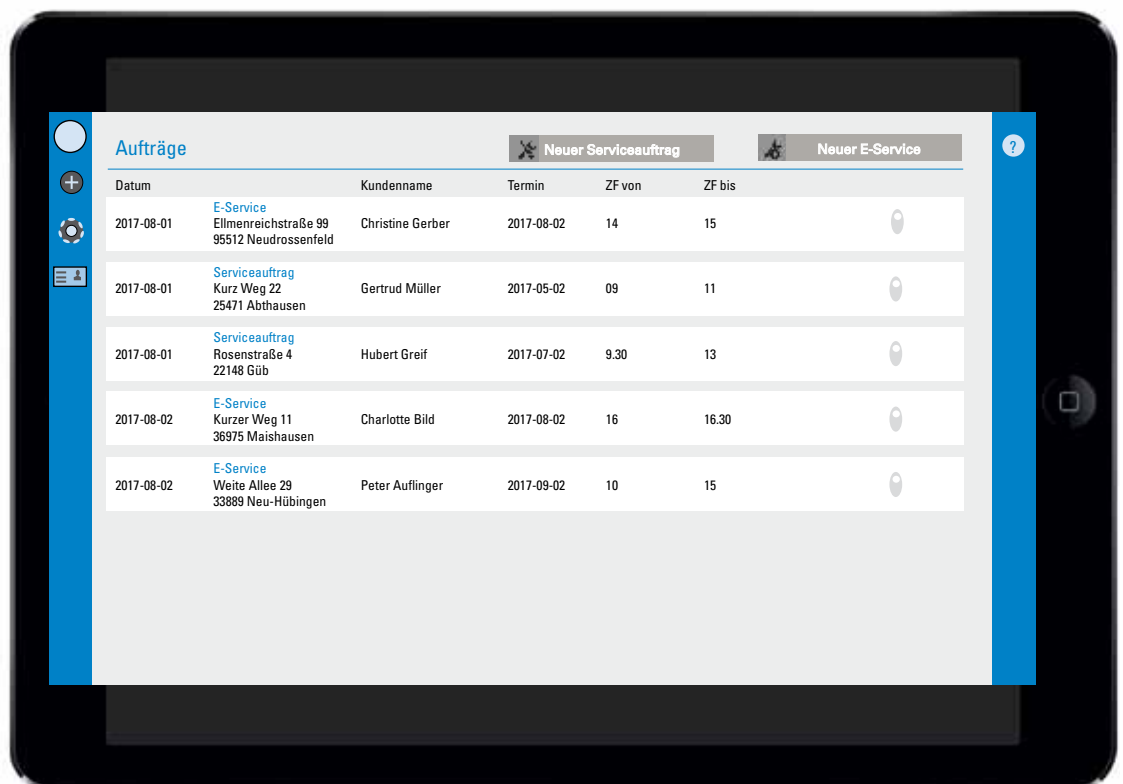 Aufträge
Neuer Serviceauftrag
Neuer E-Service
?
Datum Kundenname Termin ZF von ZF bis
E-Service
2017-08-01 Ellmenreichstraße 99 Christine Gerber 2017-08-02 14 15
95512 Neudrossenfeld
Serviceauftrag
2017-08-01 Kurz Weg 22 Gertrud Müller 2017-05-02 09 11
25471 Abthausen
Serviceauftrag
2017-08-01 Rosenstraße 4 Hubert Greif 2017-07-02 9.30 13
22148 Güb
E-Service
2017-08-02 Kurzer Weg 11 Charlotte Bild 2017-08-02 16 16.30
36975 Maishausen
E-Service
2017-08-02 Weite Allee 29 Peter Auflinger 2017-09-02 10 15
33889 Neu-Hübingen